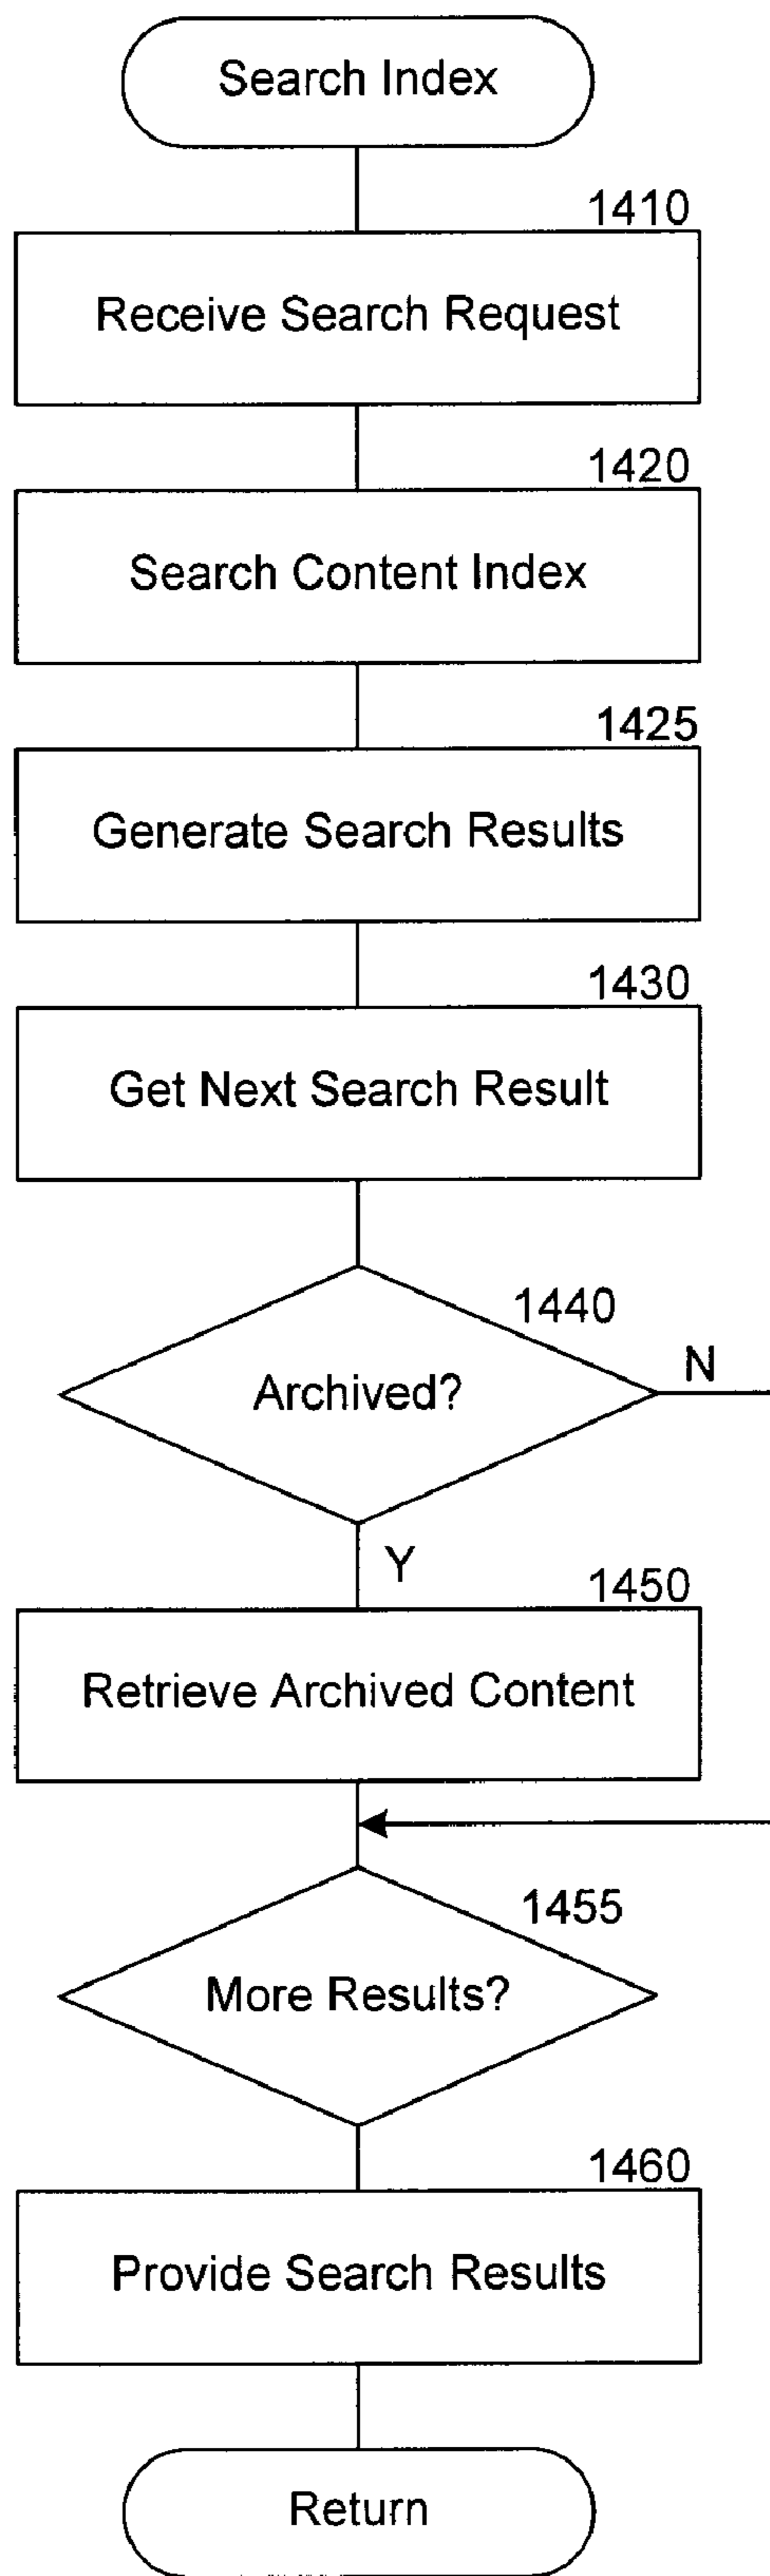 Search Index
1410
Receive Search Request
1420
Search Content Index
1425
Generate Search Results
1430
Get Next Search Result
1440
Archived?
N
Y
1450
Retrieve Archived Content
1455
More Results?
1460
Provide Search Results
Return